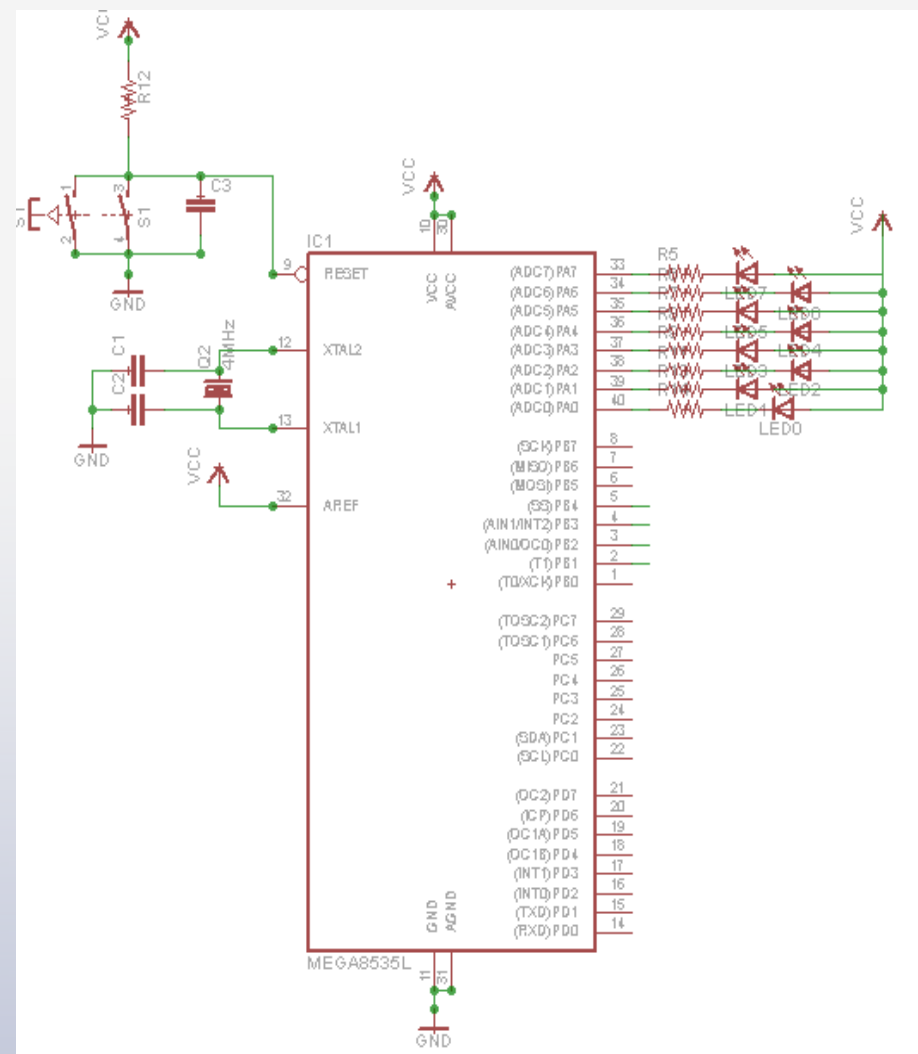 VCC
R12
1
3
C3
S1
S1
2
4
GND
VCC
10
30
IC1
9
RESET
VCC
AVCC
C1
C2
Q2
4MHz
12
XTAL2
13
XTAL1
GND
VCC
32
AREF
(ADC7)PA7 33
(ADC6)PA6 34
(ADC5)PA5 35
(ADC4)PA4 36
(ADC3)PA3 37
(ADC2)PA2 38
(ADC1)PA1 39
(ADC0)PA0 40
R5
VCC
LED7
LED5
LED4
LED3
LED2
LED1
LED0
(SCK)PB7 8
(MISO)PB6 7
(MOSI)PB5 6
(SS)PB4 5
(AIN1/INT2)PB3 4
(AIN0/OC0)PB2 3
(T1)PB1 2
(T0/XCK)PB0 1
(TOSC2)PC7 29
(TOSC1)PC6 28
PC5 27
PC4 26
PC3 25
PC2 24
(SDA)PC1 23
(SCL)PC0 22
(OC2)PD7 21
(ICP)PD6 20
(OC1A)PD5 19
(OC1B)PD4 18
(INT1)PD3 17
(INT0)PD2 16
(TXD)PD1 15
(RXD)PD0 14
GND
AGND
MEGA8535L
11
31
GND